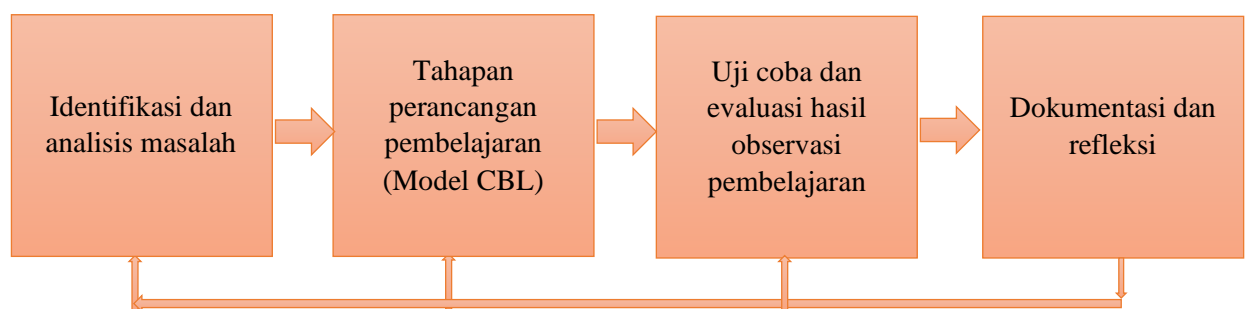 Identifikasi dan
analisis masalah
Tahapan
perancangan
pembelajaran
(Model CBL)
Uji coba dan
evaluasi hasil
observasi
pembelajaran
Dokumentasi dan
refleksi